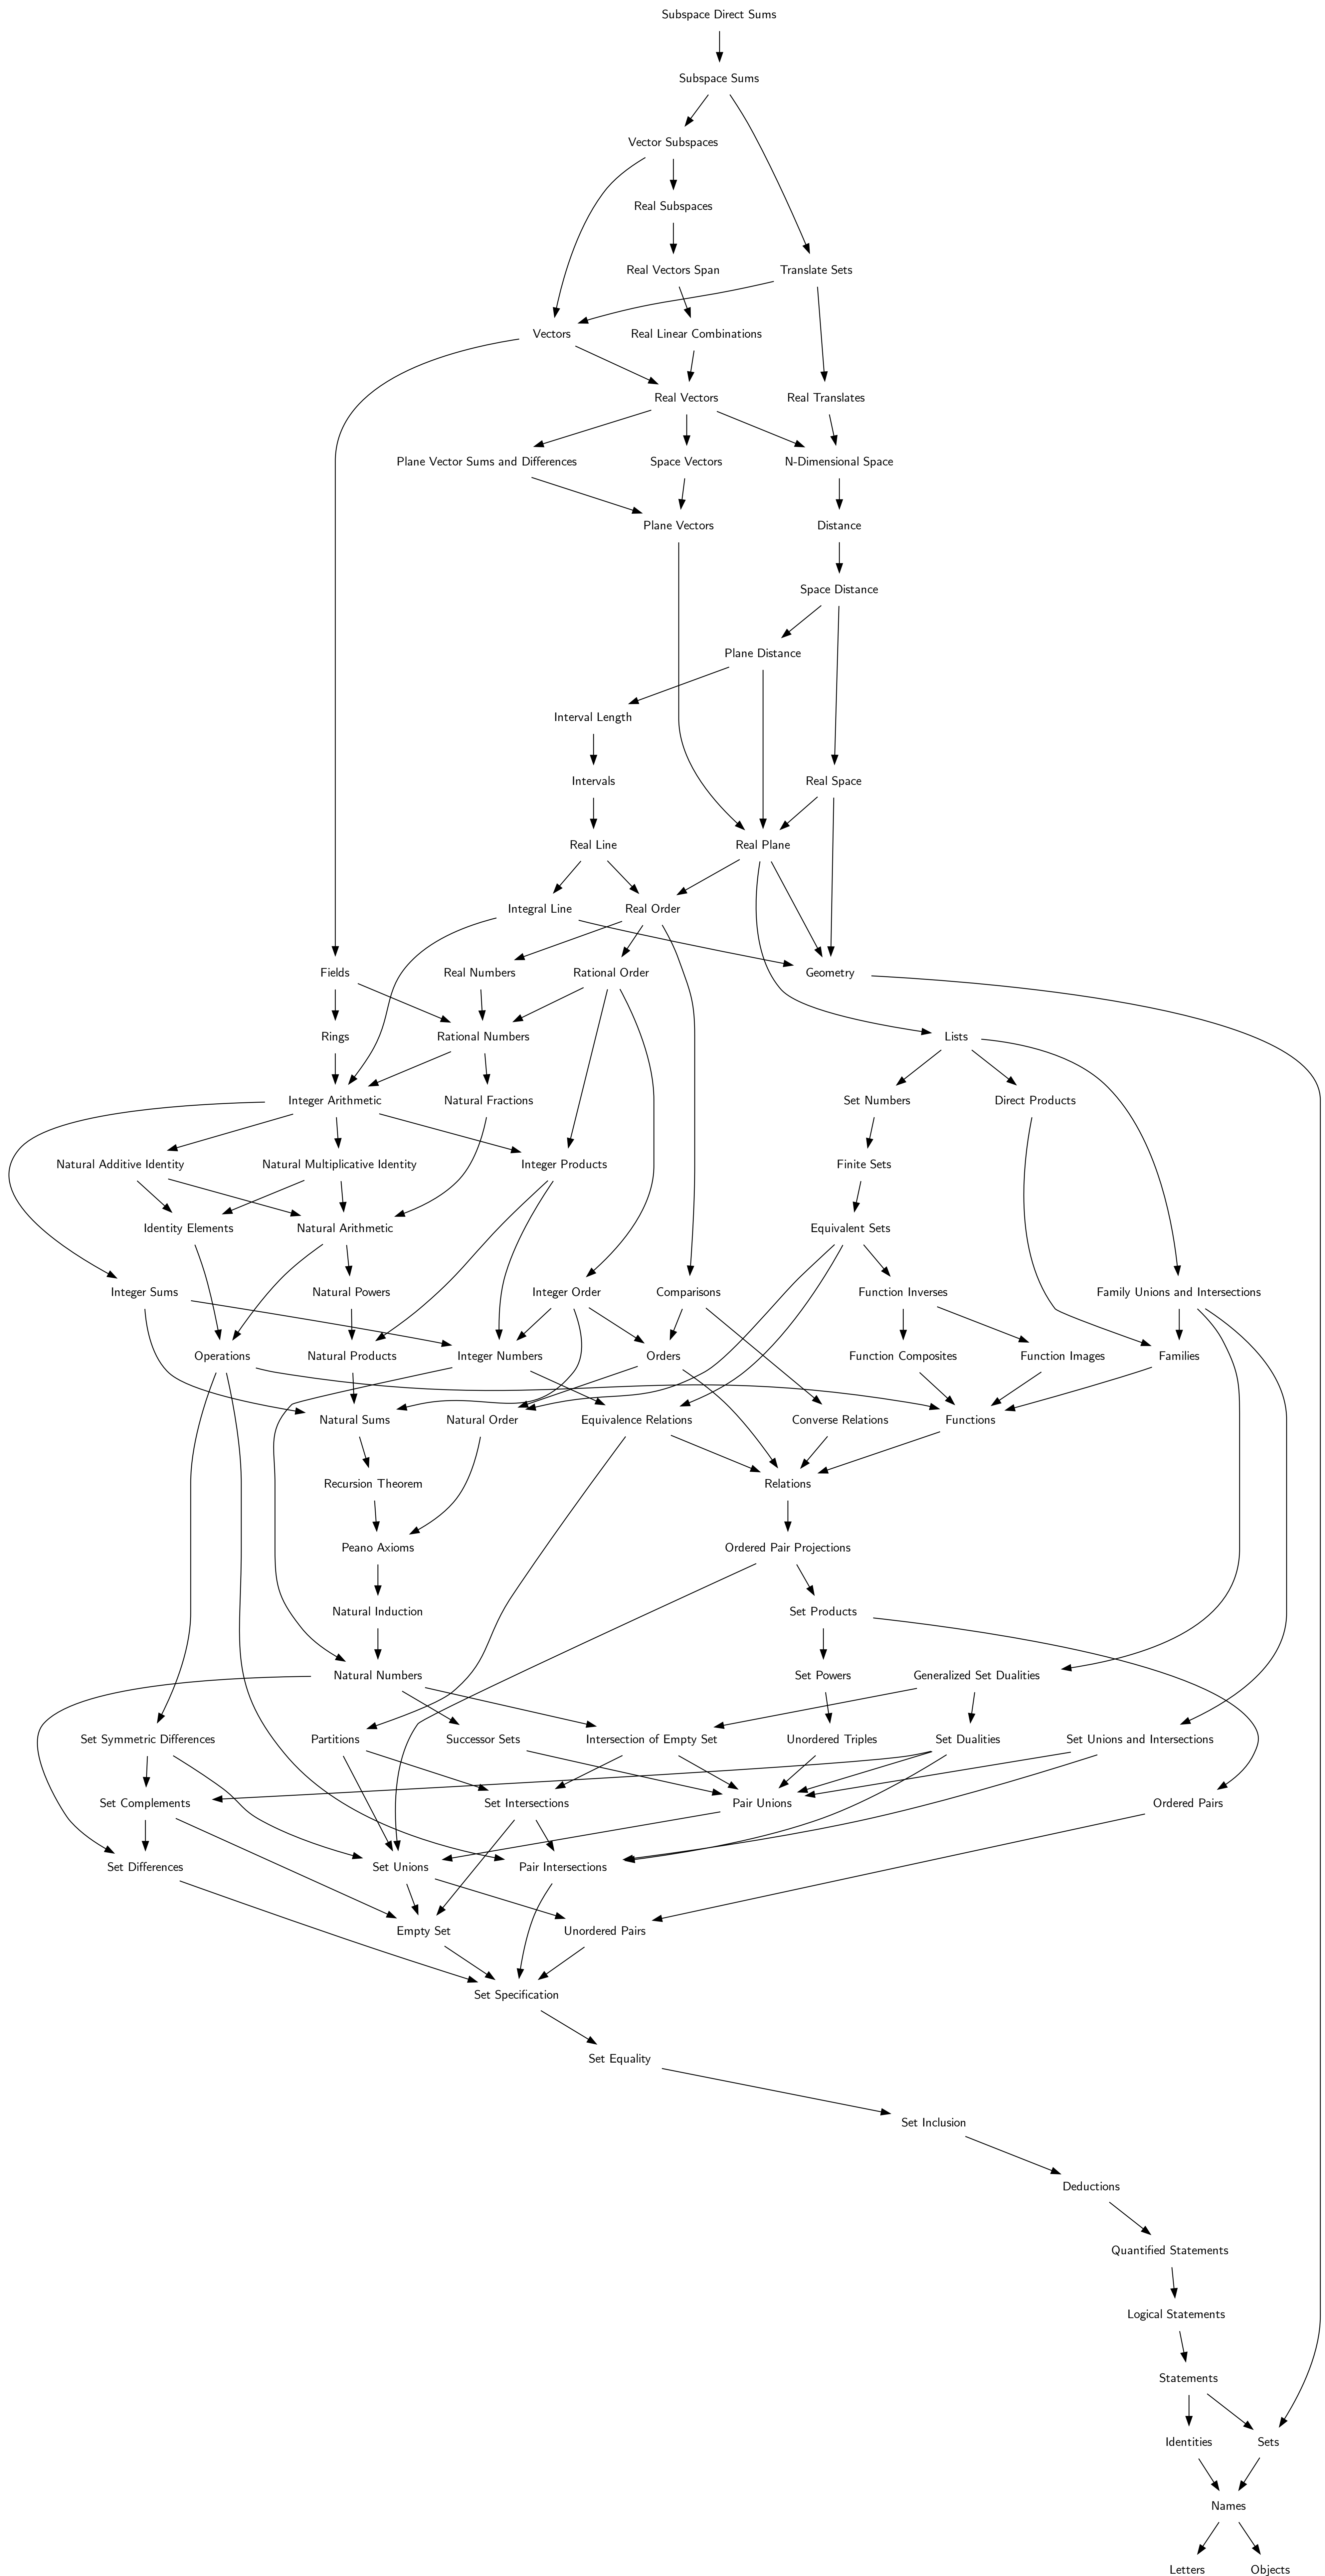 Subspace Direct Sums
Subspace Sums
Vector Subspaces
Real Subspaces
Real Vectors Span
Translate Sets
Vectors
Real Linear Combinations
Real Vectors
Real Translates
Plane Vector Sums and Differences
Space Vectors
N-Dimensional Space
Plane Vectors
Distance
Space Distance
Plane Distance
Interval Length
Intervals
Real Space
Real Line
Real Plane
Integral Line
Real Order
Fields
Real Numbers
Rational Order
Geometry
Rings
Rational Numbers
Lists
Integer Arithmetic
Natural Fractions
Set Numbers
Direct Products
Natural Additive Identity
Natural Multiplicative Identity
Integer Products
Finite Sets
Identity Elements
Natural Arithmetic
Equivalent Sets
Integer Sums
Natural Powers
Integer Order
Comparisons
Function Inverses
Family Unions and Intersections
Operations
Natural Products
Integer Numbers
Orders
Function Composites
Function Images
Families
Natural Sums
Natural Order
Equivalence Relations
Converse Relations
Functions
Recursion Theorem
Relations
Peano Axioms
Ordered Pair Projections
Natural Induction
Set Products
Natural Numbers
Set Powers
Generalized Set Dualities
Set Symmetric Differences
Partitions
Successor Sets
Intersection of Empty Set
Unordered Triples
Set Dualities
Set Unions and Intersections
Set Complements
Set Intersections
Pair Unions
Ordered Pairs
Set Differences
Set Unions
Pair Intersections
Empty Set
Unordered Pairs
Set Specification
Set Equality
Set Inclusion
Deductions
Quantified Statements
Logical Statements
Statements
Identities
Sets
Names
Letters
Objects